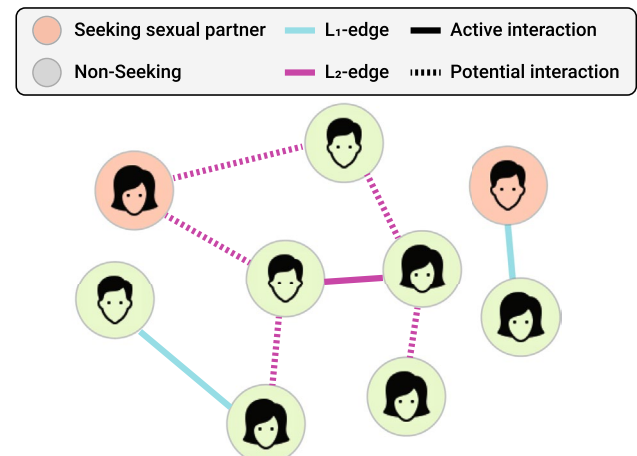 Seeking sexual partner L₁-edge Active interaction
Non-Seeking L₂-edge Potential interaction